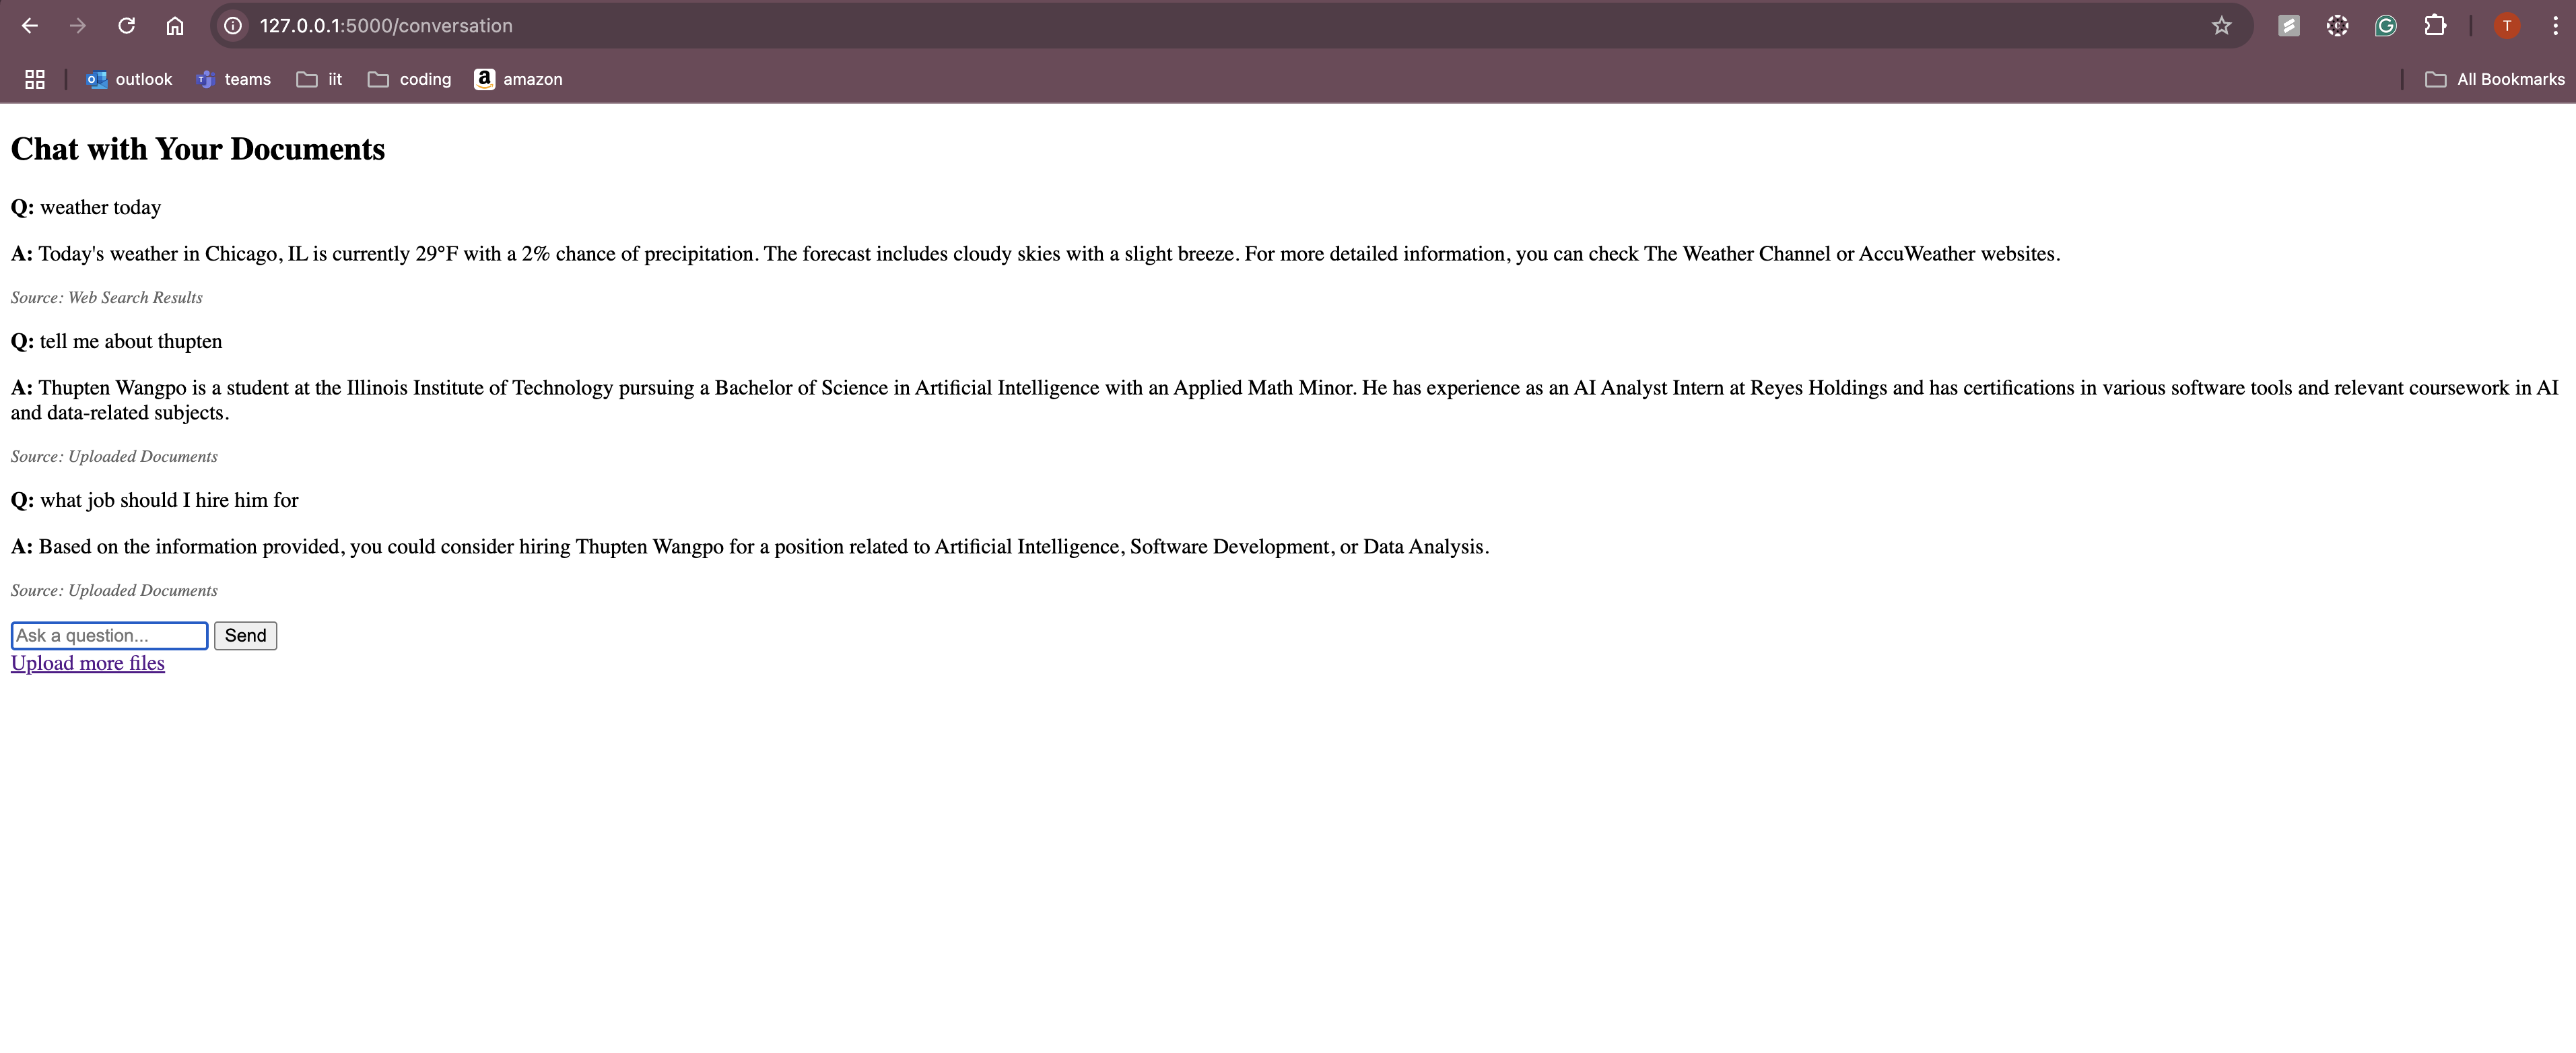 127.0.0.1:5000/conversation
T
outlook
teams
iit
coding
amazon
All Bookmarks
Chat with Your Documents
Q: weather today
A: Today's weather in Chicago, IL is currently 29°F with a 2% chance of precipitation. The forecast includes cloudy skies with a slight breeze. For more detailed information, you can check The Weather Channel or AccuWeather websites.
Source: Web Search Results
Q: tell me about thupten
A: Thupten Wangpo is a student at the Illinois Institute of Technology pursuing a Bachelor of Science in Artificial Intelligence with an Applied Math Minor. He has experience as an AI Analyst Intern at Reyes Holdings and has certifications in various software tools and relevant coursework in AI
and data-related subjects.
Source: Uploaded Documents
Q: what job should I hire him for
A: Based on the information provided, you could consider hiring Thupten Wangpo for a position related to Artificial Intelligence, Software Development, or Data Analysis.
Source: Uploaded Documents
Ask a question... Send
Upload more files